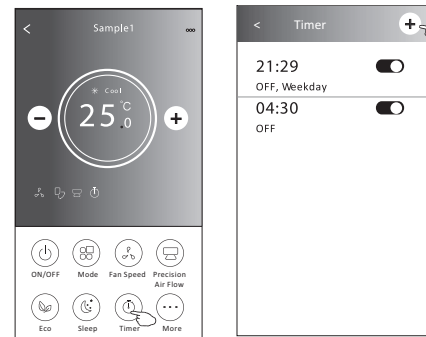 Sample1
Cool
25.0°C
ON/OFF Mode Fan Speed Precision Air Flow
Eco Sleep Timer More
Timer
21:29
OFF, Weekday
04:30
OFF